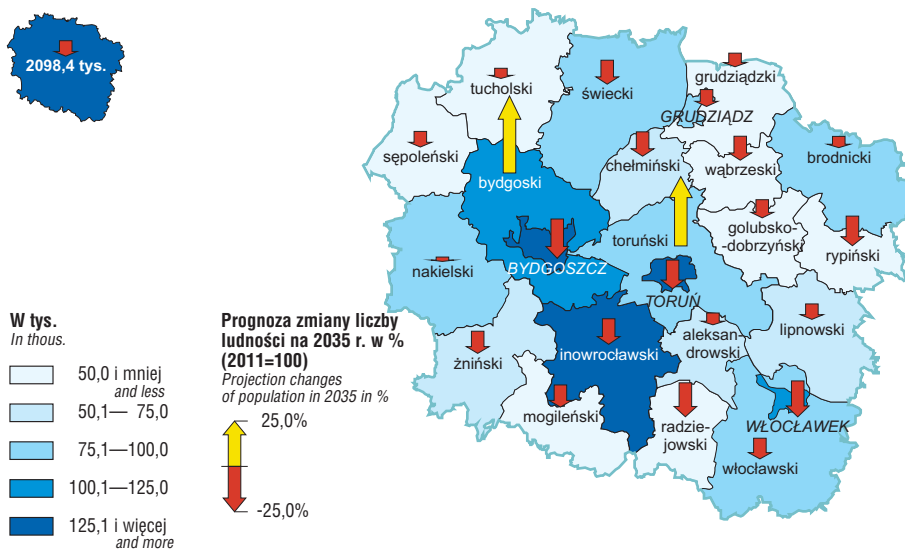 2098,4 tys.
tucholski
świecki
grudziądzki
GRUDZIĄDZ
sępoleński
chełmiński
wąbrzeski
brodnicki
bydgoski
toruński
golubsko-
-dobrzyński
rypiński
nakielski
BYDGOSZCZ
TORUŃ
żniński
inowrocławski
aleksan-
drowski
lipnowski
mogileński
radzie-
jowski
WŁOCŁAWEK
włocławski
W tys.
In thous.
50,0 i mniej
and less
50,1— 75,0
75,1—100,0
100,1—125,0
125,1 i więcej
and more
Prognoza zmiany liczby
ludności na 2035 r. w %
(2011=100)
Projection changes
of population in 2035 in %
25,0%
-25,0%